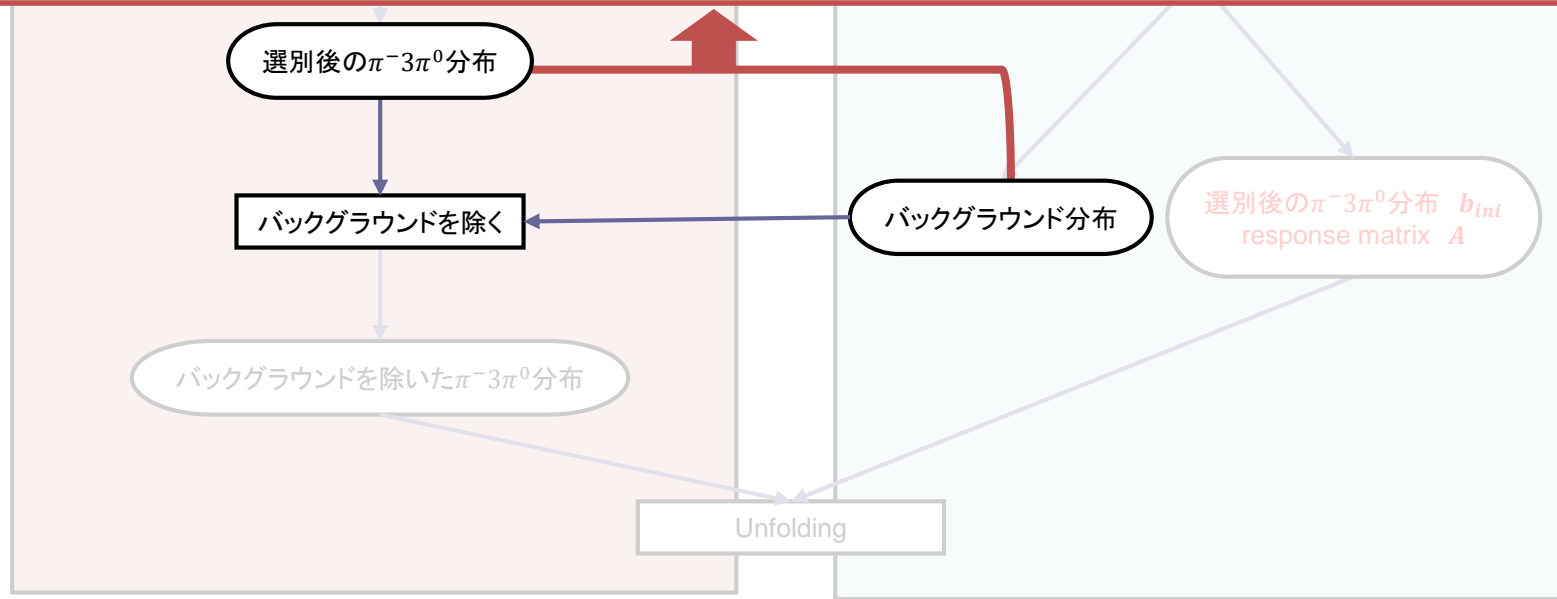 選別後のπ⁻3π⁰分布
バックグラウンドを除く
バックグラウンド分布
選別後のπ⁻3π⁰分布 b_ini
response matrix A
バックグラウンドを除いたπ⁻3π⁰分布
Unfolding